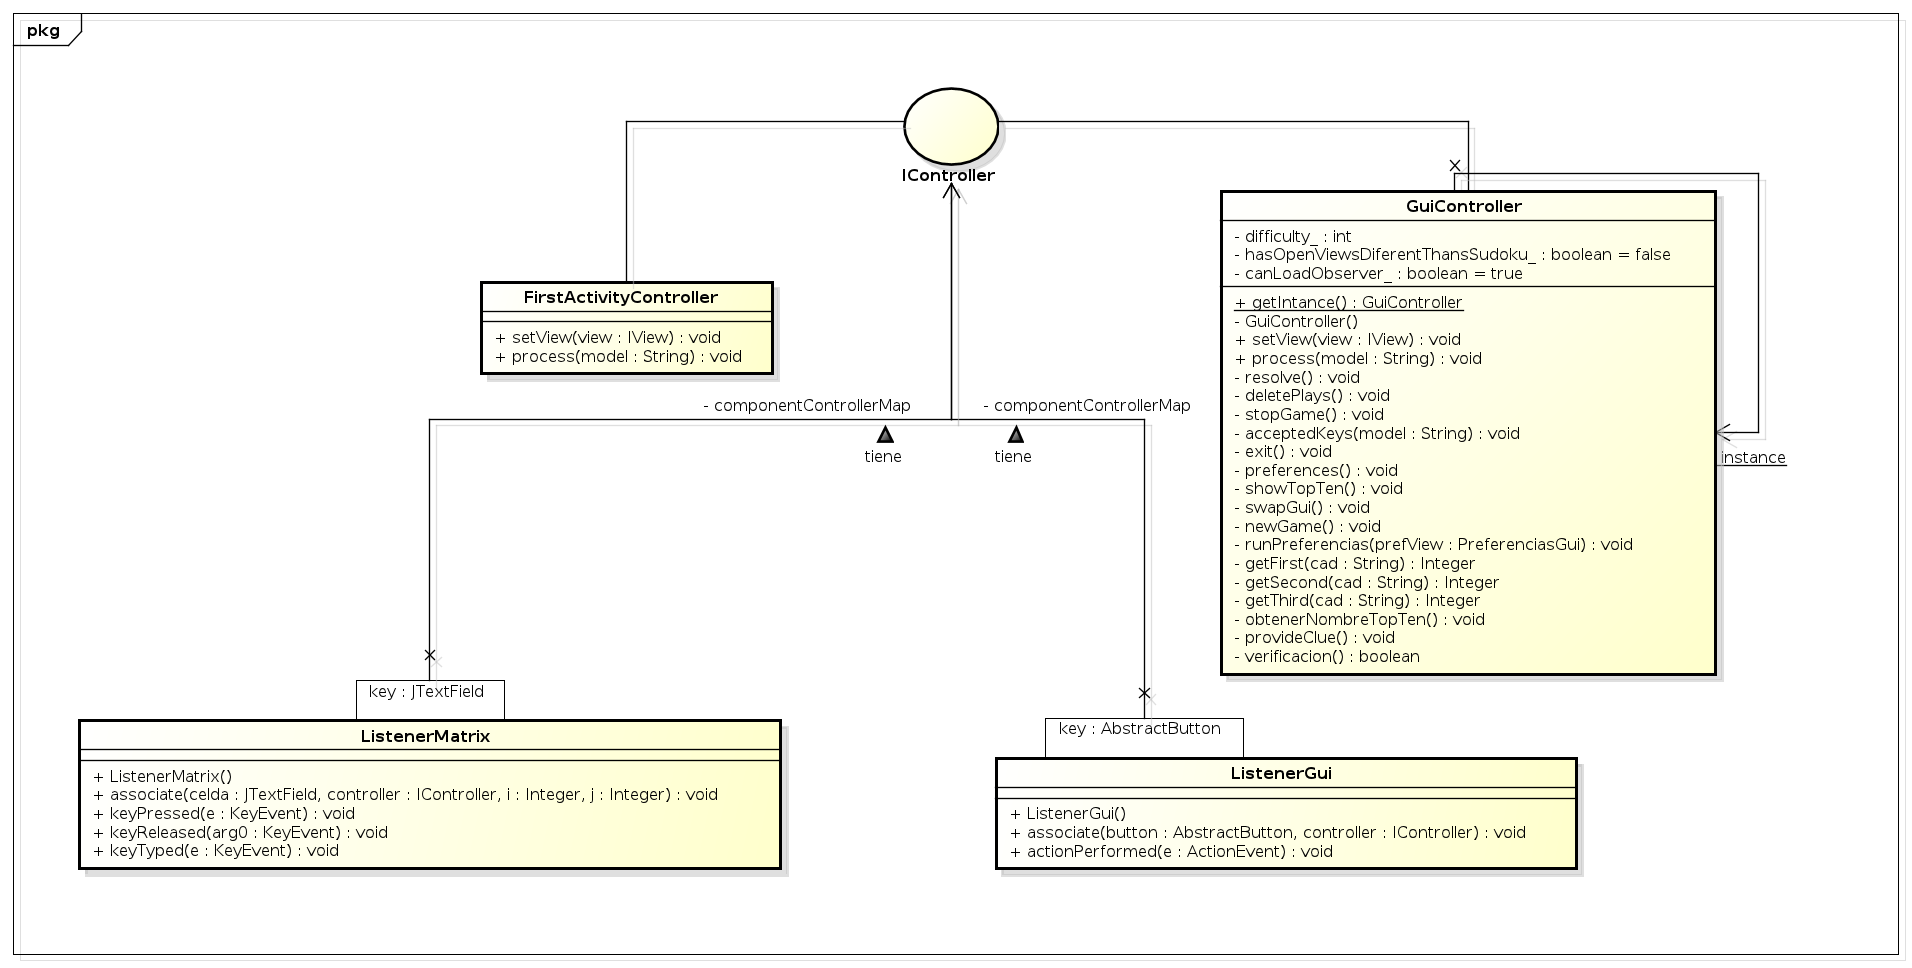 pkg
IController
GuiController
- difficulty_ : int
- hasOpenViewsDiferentThansSudoku_ : boolean = false
- canLoadObserver_ : boolean = true
+ getIntance() : GuiController
- GuiController()
+ setView(view : IView) : void
+ process(model : String) : void
- resolve() : void
- deletePlays() : void
- stopGame() : void
- acceptedKeys(model : String) : void
- exit() : void
- preferences() : void
- showTopTen() : void
- swapGui() : void
- newGame() : void
- runPreferencias(prefView : PreferenciasGui) : void
- getFirst(cad : String) : Integer
- getSecond(cad : String) : Integer
- getThird(cad : String) : Integer
- obtenerNombreTopTen() : void
- provideClue() : void
- verificacion() : boolean
instance
FirstActivityController
+ setView(view : IView) : void
+ process(model : String) : void
- componentControllerMap
- componentControllerMap
tiene
tiene
key : JTextField
ListenerMatrix
+ ListenerMatrix()
+ associate(celda : JTextField, controller : IController, i : Integer, j : Integer) : void
+ keyPressed(e : KeyEvent) : void
+ keyReleased(arg0 : KeyEvent) : void
+ keyTyped(e : KeyEvent) : void
key : AbstractButton
ListenerGui
+ ListenerGui()
+ associate(button : AbstractButton, controller : IController) : void
+ actionPerformed(e : ActionEvent) : void